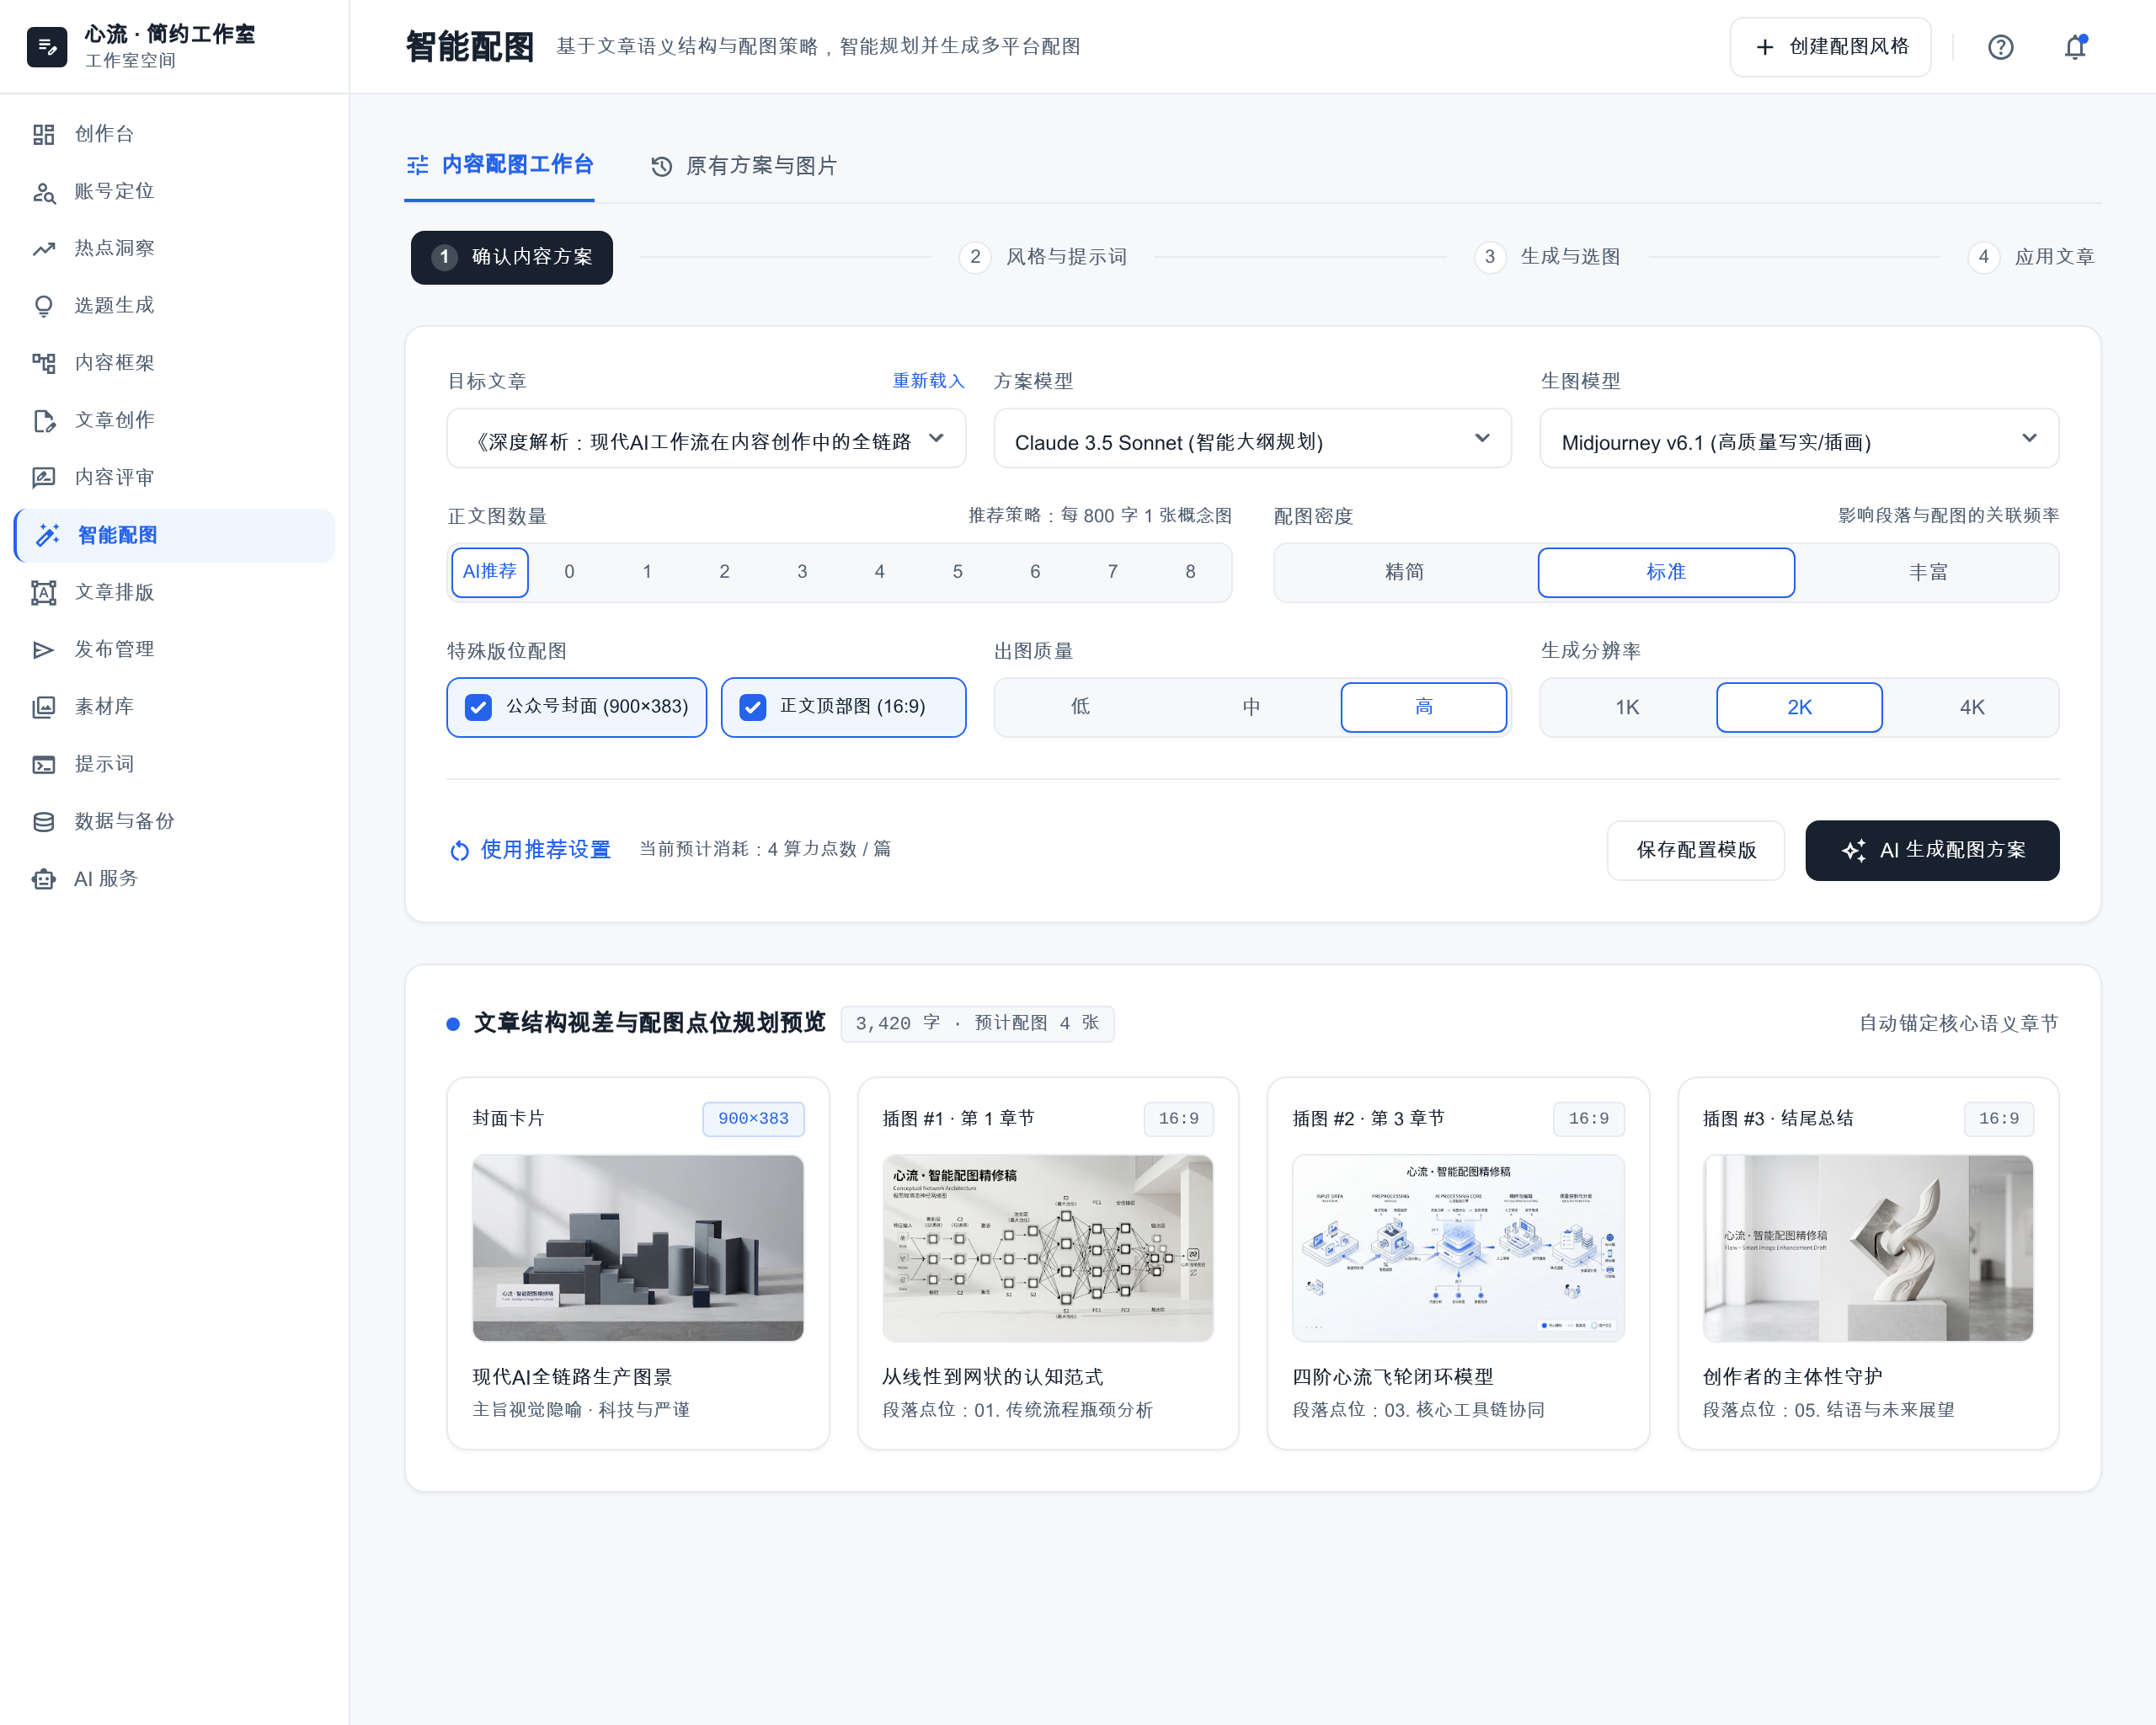 心流 · 简约工作室
工作室空间
智能配图
基于文章语义结构与配图策略，智能规划并生成多平台配图
创建配图风格
创作台
账号定位
热点洞察
选题生成
内容框架
文章创作
内容评审
智能配图
文章排版
发布管理
素材库
提示词
数据与备份
AI 服务
内容配图工作台
原有方案与图片
1 确认内容方案
2 风格与提示词
3 生成与选图
4 应用文章
目标文章
重新载入
《深度解析：现代AI工作流在内容创作中的全链路
方案模型
Claude 3.5 Sonnet (智能大纲规划)
生图模型
Midjourney v6.1 (高质量写实/插画)
正文图数量
推荐策略：每 800 字 1 张概念图
AI推荐 0 1 2 3 4 5 6 7 8
配图密度
影响段落与配图的关联频率
精简 标准 丰富
特殊版位配图
公众号封面 (900×383)
正文顶部图 (16:9)
出图质量
低 中 高
生成分辨率
1K 2K 4K
使用推荐设置
当前预计消耗：4 算力点数 / 篇
保存配置模版
AI 生成配图方案
文章结构视差与配图点位规划预览
3,420 字 · 预计配图 4 张
自动锚定核心语义章节
封面卡片
900×383
心流·智能配图精修稿
现代AI全链路生产图景
主旨视觉隐喻 · 科技与严谨
插图 #1 · 第 1 章节
16:9
心流·智能配图精修稿
Conceptual Network Architecture
从线性到网状的认知范式
段落点位：01. 传统流程瓶颈分析
插图 #2 · 第 3 章节
16:9
心流·智能配图精修稿
INPUT DATA
PREPROCESSING
AI PROCESSING CORE
四阶心流飞轮闭环模型
段落点位：03. 核心工具链协同
插图 #3 · 结尾总结
16:9
心流·智能配图精修稿
Flow - Smart Image Enhancement Draft
创作者的主体性守护
段落点位：05. 结语与未来展望